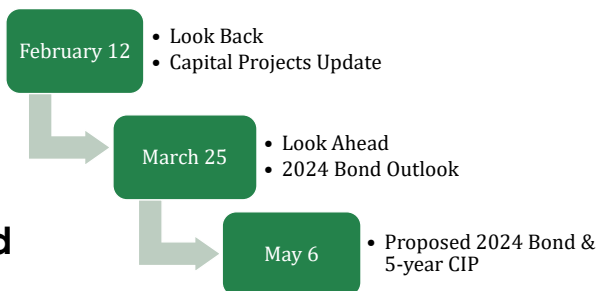 February 12
• Look Back
• Capital Projects Update
March 25
• Look Ahead
• 2024 Bond Outlook
d
May 6
• Proposed 2024 Bond &
5-year CIP